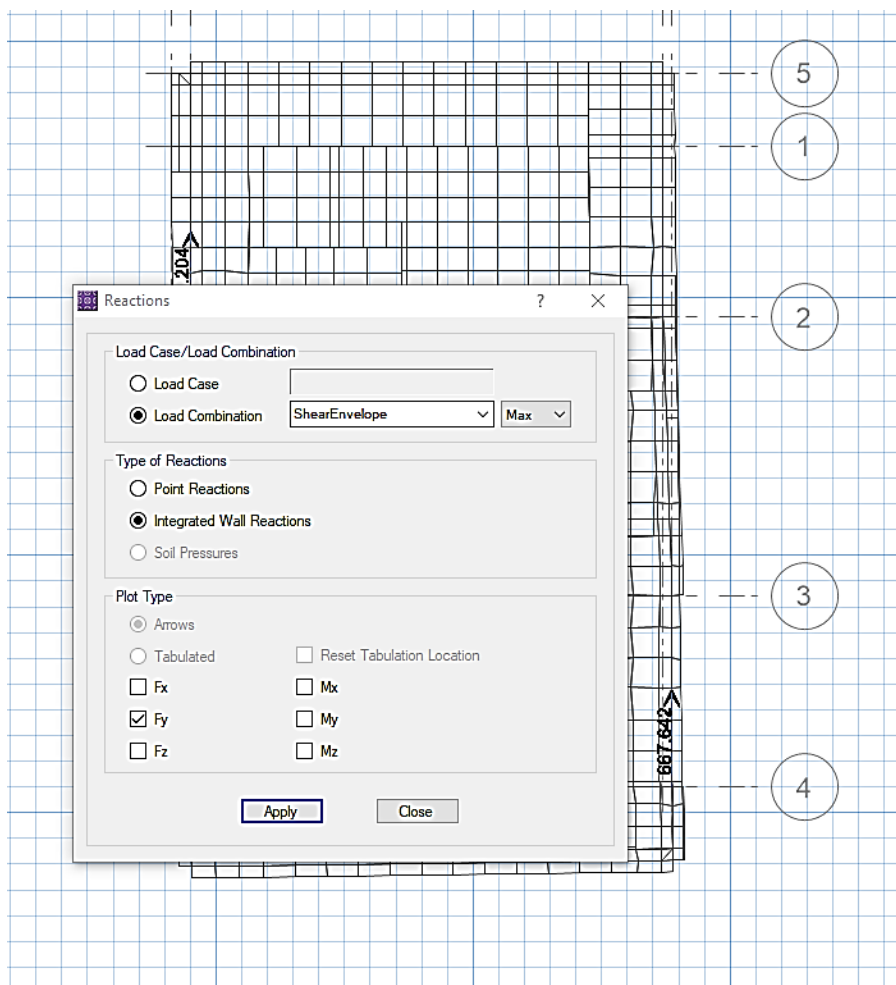 5
1
.204
Reactions
?
2
Load Case/Load Combination
Load Case
Load Combination ShearEnvelope Max
Type of Reactions
Point Reactions
Integrated Wall Reactions
Soil Pressures
3
Plot Type
Arrows
Tabulated Reset Tabulation Location
Fx Mx
Fy My
Fz Mz
667.642
4
Apply Close